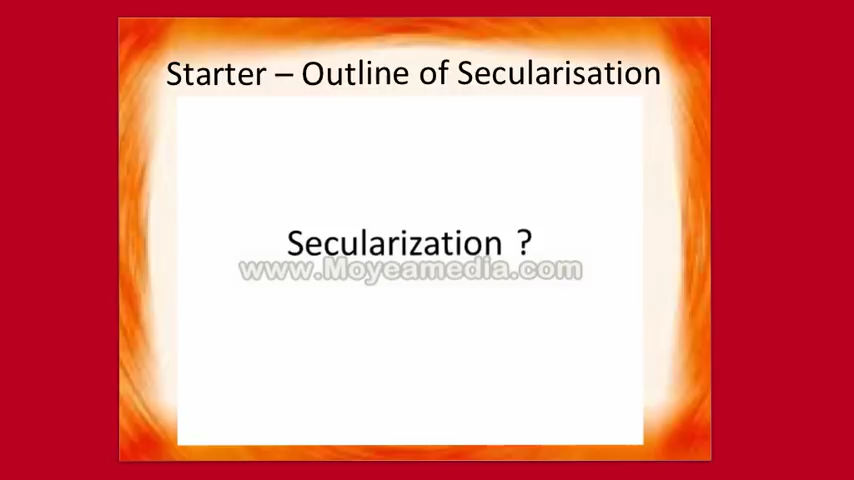 Starter – Outline of Secularisation
Secularization ?
www.Moyeamedia.com